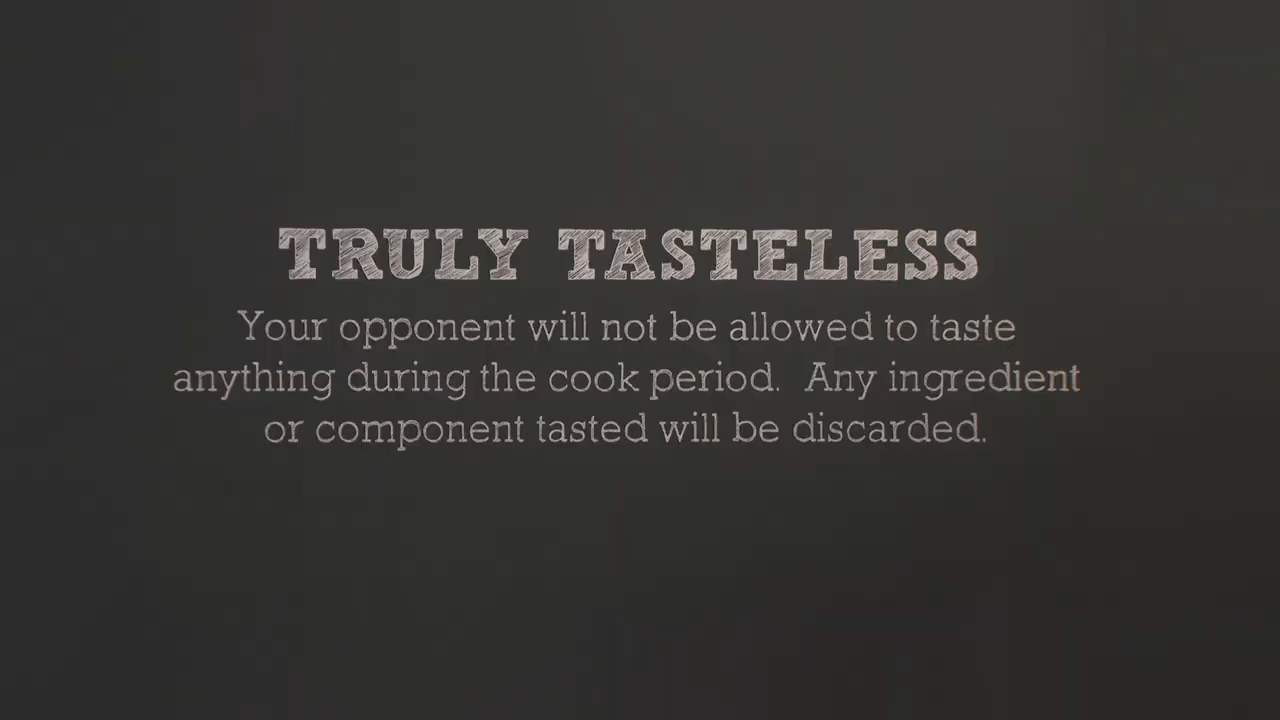 TRULY TASTELESS
Your opponent will not be allowed to taste
anything during the cook period.  Any ingredient
or component tasted will be discarded.